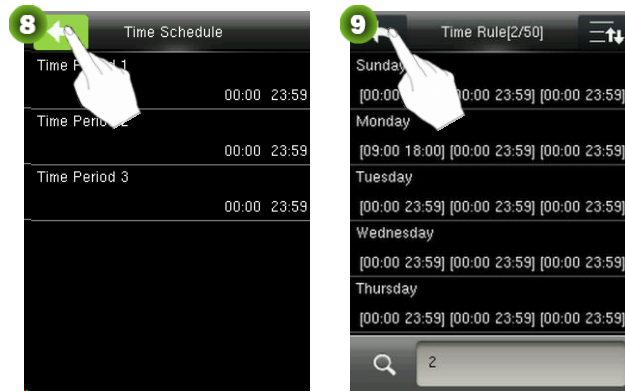 8
Time Schedule
Time 1
00:00 23:59
Time
00:00 23:59
Time Period 3
00:00 23:59
9
Time Rule[2/50]
Sunday
[00:00 00:00 23:59] [00:00 23:59]
Monday
[09:00 18:00] [00:00 23:59] [00:00 23:59]
Tuesday
[00:00 23:59] [00:00 23:59] [00:00 23:59]
Wednesday
[00:00 23:59] [00:00 23:59] [00:00 23:59]
Thursday
[00:00 23:59] [00:00 23:59] [00:00 23:59]
2